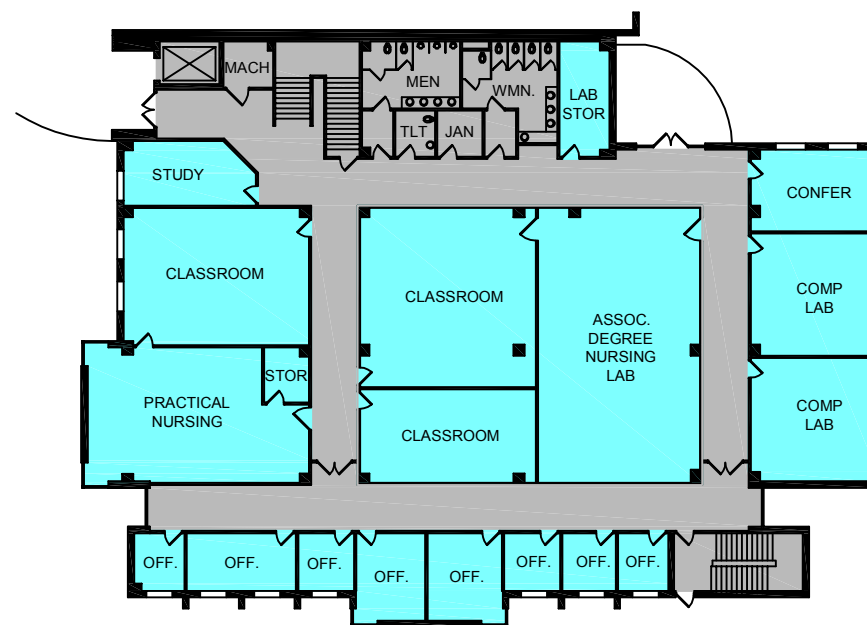 MACH
MEN
WMN.
LAB
STOR
TLT
JAN
STUDY
CONFER
CLASSROOM
CLASSROOM
ASSOC.
DEGREE
NURSING
LAB
COMP
LAB
STOR
PRACTICAL
NURSING
CLASSROOM
COMP
LAB
OFF.
OFF.
OFF.
OFF.
OFF.
OFF.
OFF.
OFF.